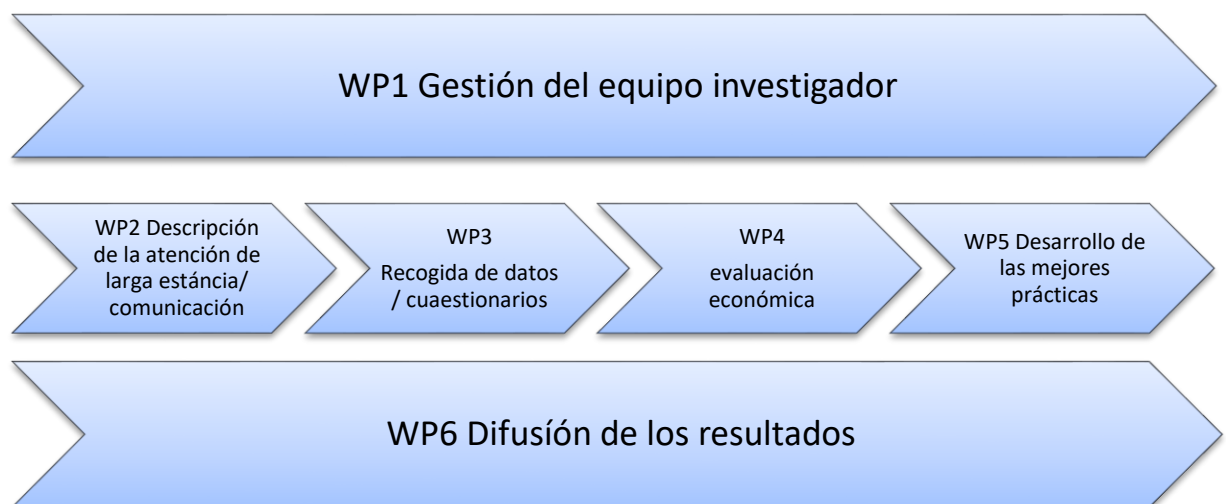 WP1 Gestión del equipo investigador
WP2 Descripción
de la atención de
larga estáncia/
comunicación
WP3
Recogida de datos
/ cuaestionarios
WP4
evaluación
económica
WP5 Desarrollo de
las mejores
prácticas
WP6 Difusíón de los resultados